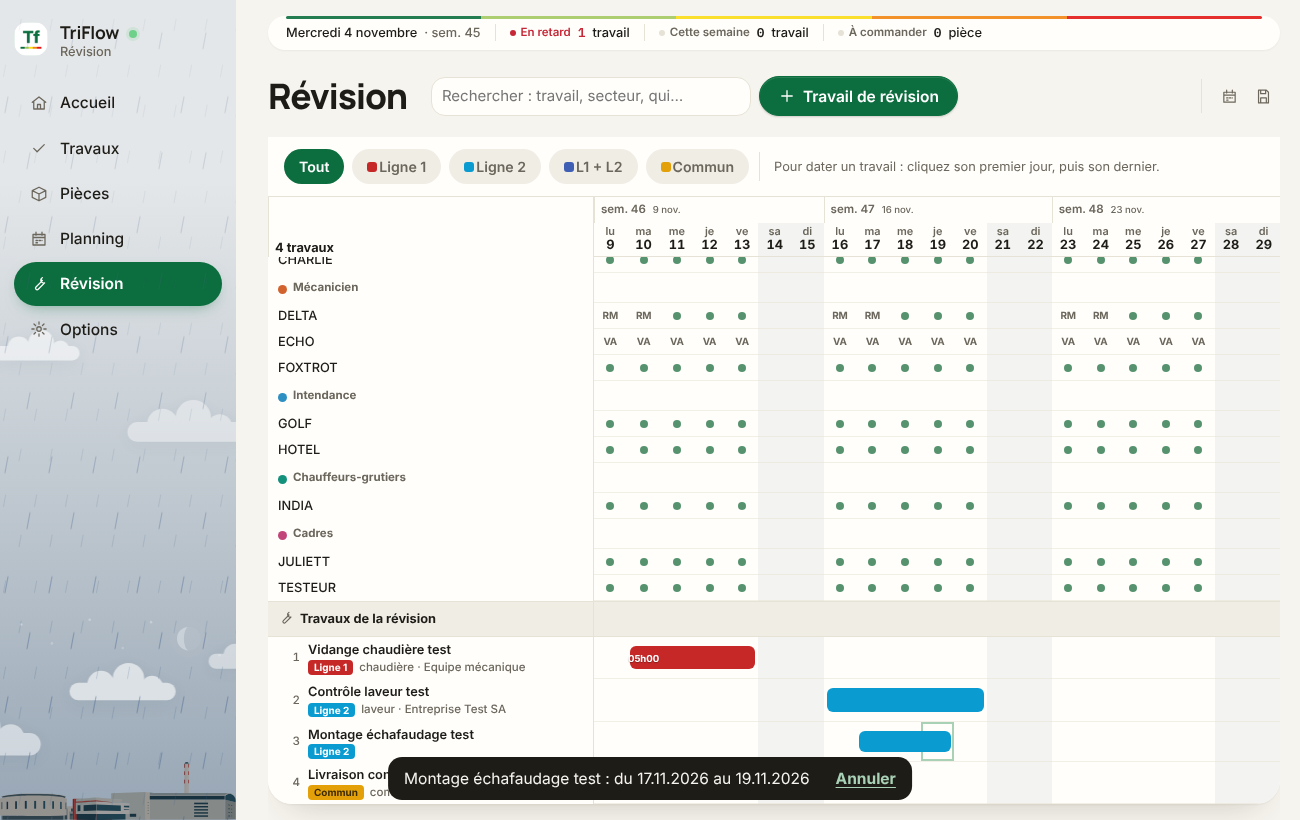 Tf
TriFlow
Révision
Accueil
Travaux
Pièces
Planning
Révision
Options
Mercredi 4 novembre · sem. 45 En retard 1 travail Cette semaine 0 travail À commander 0 pièce
Révision
Rechercher : travail, secteur, qui...
+ Travail de révision
Tout Ligne 1 Ligne 2 L1 + L2 Commun Pour dater un travail : cliquez son premier jour, puis son dernier.
sem. 46 9 nov. sem. 47 16 nov. sem. 48 23 nov.
lu ma me je ve sa di lu ma me je ve sa di lu ma me je ve sa di
4 travaux 9 10 11 12 13 14 15 16 17 18 19 20 21 22 23 24 25 26 27 28 29
CHARLIE
Mécanicien
DELTA RM RM RM RM RM RM
ECHO VA VA VA VA VA VA VA VA VA VA VA VA VA VA VA
FOXTROT
Intendance
GOLF
HOTEL
Chauffeurs-grutiers
INDIA
Cadres
JULIETT
TESTEUR
Travaux de la révision
1 Vidange chaudière test
Ligne 1 chaudière · Equipe mécanique
05h00
2 Contrôle laveur test
Ligne 2 laveur · Entreprise Test SA
3 Montage échafaudage test
Ligne 2
4 Livraison con
Commun com
Montage échafaudage test : du 17.11.2026 au 19.11.2026 Annuler